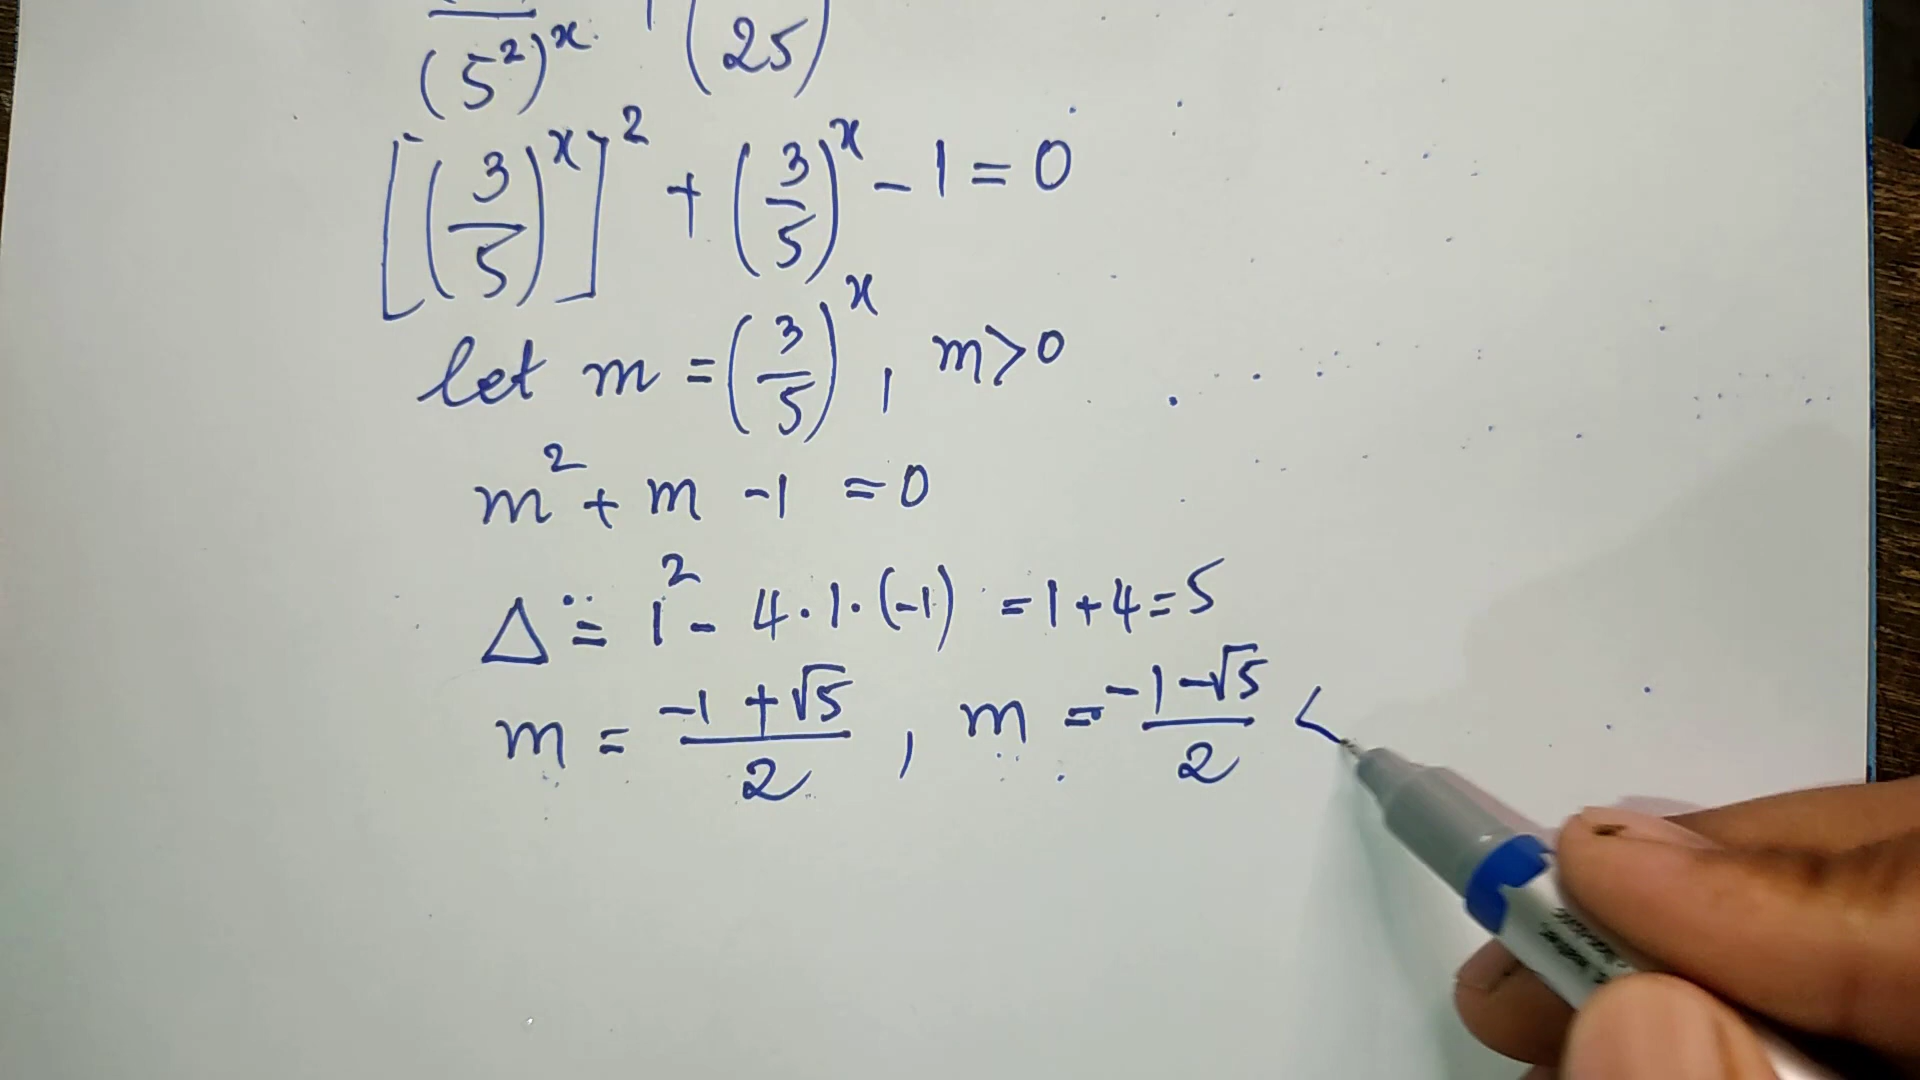 (5²)ˣ (25)
[(3/5)ˣ]² + (3/5)ˣ - 1 = 0
let m = (3/5)ˣ , m > 0
m² + m - 1 = 0
Δ = 1² - 4·1·(-1) = 1 + 4 = 5
m = (-1 + √5)/2 , m = (-1 - √5)/2 <